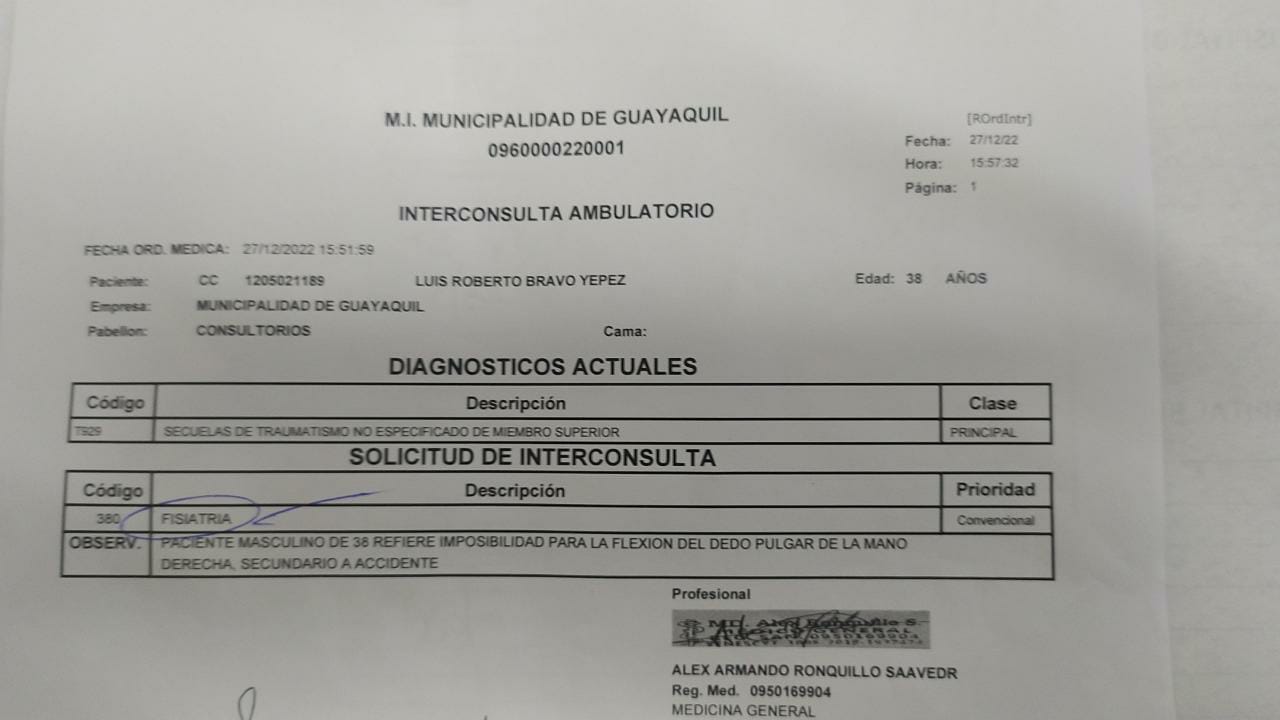 M.I. MUNICIPALIDAD DE GUAYAQUIL
0960000220001
[ROrdIntr]
Fecha: 27/12/22
Hora: 15:57:32
Página: 1
INTERCONSULTA AMBULATORIO
FECHA ORD. MEDICA: 27/12/2022 15:51:59
Paciente: CC 1205021189 LUIS ROBERTO BRAVO YEPEZ Edad: 38 AÑOS
Empresa: MUNICIPALIDAD DE GUAYAQUIL
Pabellon: CONSULTORIOS Cama:
DIAGNOSTICOS ACTUALES
Código Descripción Clase
T929 SECUELAS DE TRAUMATISMO NO ESPECIFICADO DE MIEMBRO SUPERIOR PRINCIPAL
SOLICITUD DE INTERCONSULTA
Código Descripción Prioridad
380 FISIATRIA Convencional
OBSERV. PACIENTE MASCULINO DE 38 REFIERE IMPOSIBILIDAD PARA LA FLEXION DEL DEDO PULGAR DE LA MANO
DERECHA, SECUNDARIO A ACCIDENTE
Profesional
ALEX ARMANDO RONQUILLO SAAVEDR
Reg. Med. 0950169904
MEDICINA GENERAL